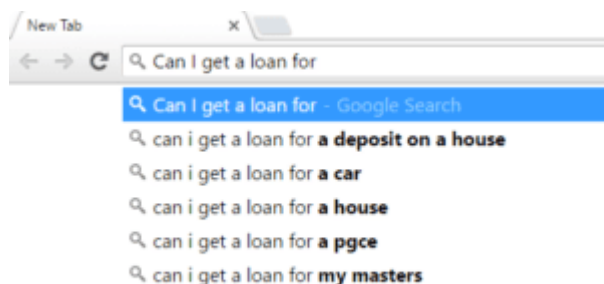 New Tab
Can I get a loan for
Can I get a loan for - Google Search
can i get a loan for a deposit on a house
can i get a loan for a car
can i get a loan for a house
can i get a loan for a pgce
can i get a loan for my masters